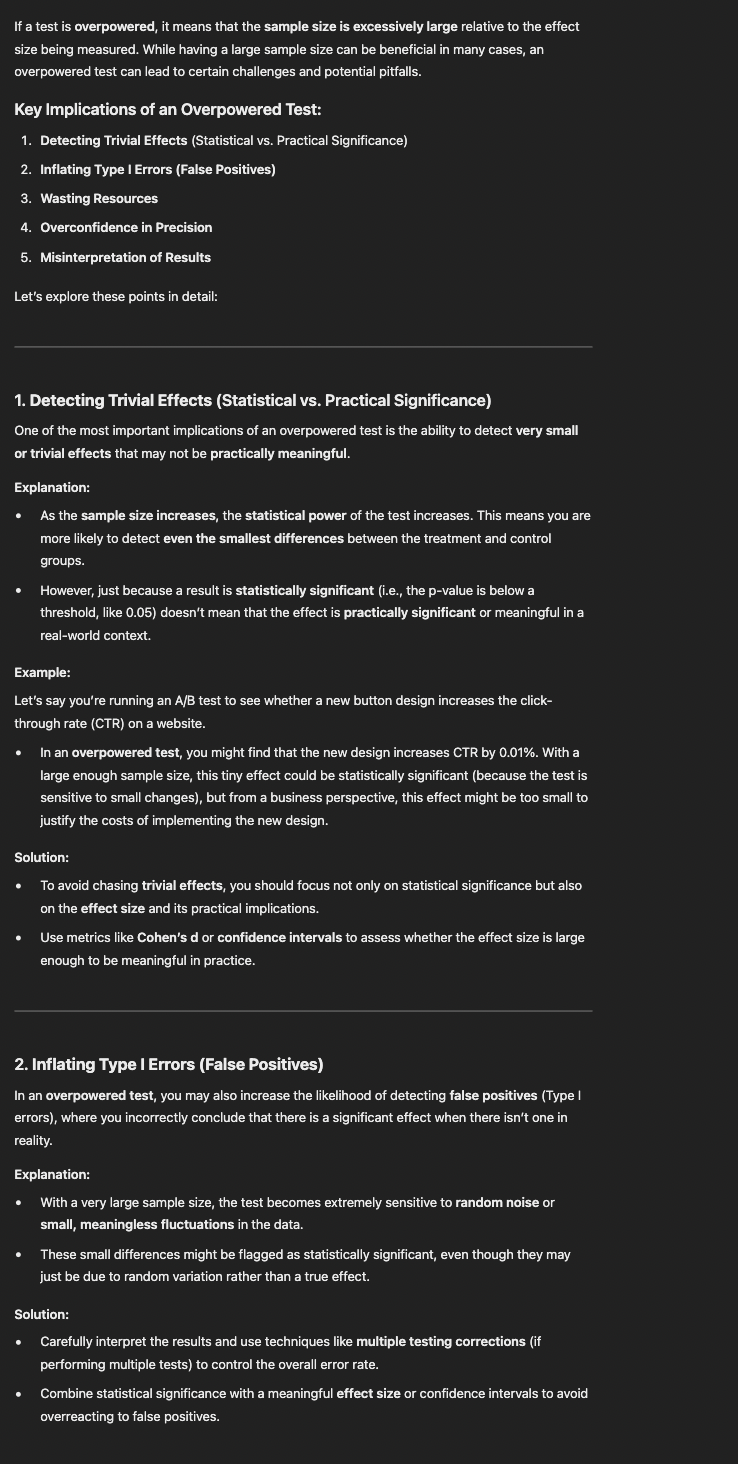 If a test is overpowered, it means that the sample size is excessively large relative to the effect
size being measured. While having a large sample size can be beneficial in many cases, an
overpowered test can lead to certain challenges and potential pitfalls.
Key Implications of an Overpowered Test:
1. Detecting Trivial Effects (Statistical vs. Practical Significance)
2. Inflating Type I Errors (False Positives)
3. Wasting Resources
4. Overconfidence in Precision
5. Misinterpretation of Results
Let's explore these points in detail:
1. Detecting Trivial Effects (Statistical vs. Practical Significance)
One of the most important implications of an overpowered test is the ability to detect very small
or trivial effects that may not be practically meaningful.
Explanation:
• As the sample size increases, the statistical power of the test increases. This means you are
more likely to detect even the smallest differences between the treatment and control
groups.
• However, just because a result is statistically significant (i.e., the p-value is below a
threshold, like 0.05) doesn't mean that the effect is practically significant or meaningful in a
real-world context.
Example:
Let's say you're running an A/B test to see whether a new button design increases the click-
through rate (CTR) on a website.
• In an overpowered test, you might find that the new design increases CTR by 0.01%. With a
large enough sample size, this tiny effect could be statistically significant (because the test is
sensitive to small changes), but from a business perspective, this effect might be too small to
justify the costs of implementing the new design.
Solution:
• To avoid chasing trivial effects, you should focus not only on statistical significance but also
on the effect size and its practical implications.
• Use metrics like Cohen's d or confidence intervals to assess whether the effect size is large
enough to be meaningful in practice.
2. Inflating Type I Errors (False Positives)
In an overpowered test, you may also increase the likelihood of detecting false positives (Type I
errors), where you incorrectly conclude that there is a significant effect when there isn't one in
reality.
Explanation:
• With a very large sample size, the test becomes extremely sensitive to random noise or
small, meaningless fluctuations in the data.
• These small differences might be flagged as statistically significant, even though they may
just be due to random variation rather than a true effect.
Solution:
• Carefully interpret the results and use techniques like multiple testing corrections (if
performing multiple tests) to control the overall error rate.
• Combine statistical significance with a meaningful effect size or confidence intervals to avoid
overreacting to false positives.